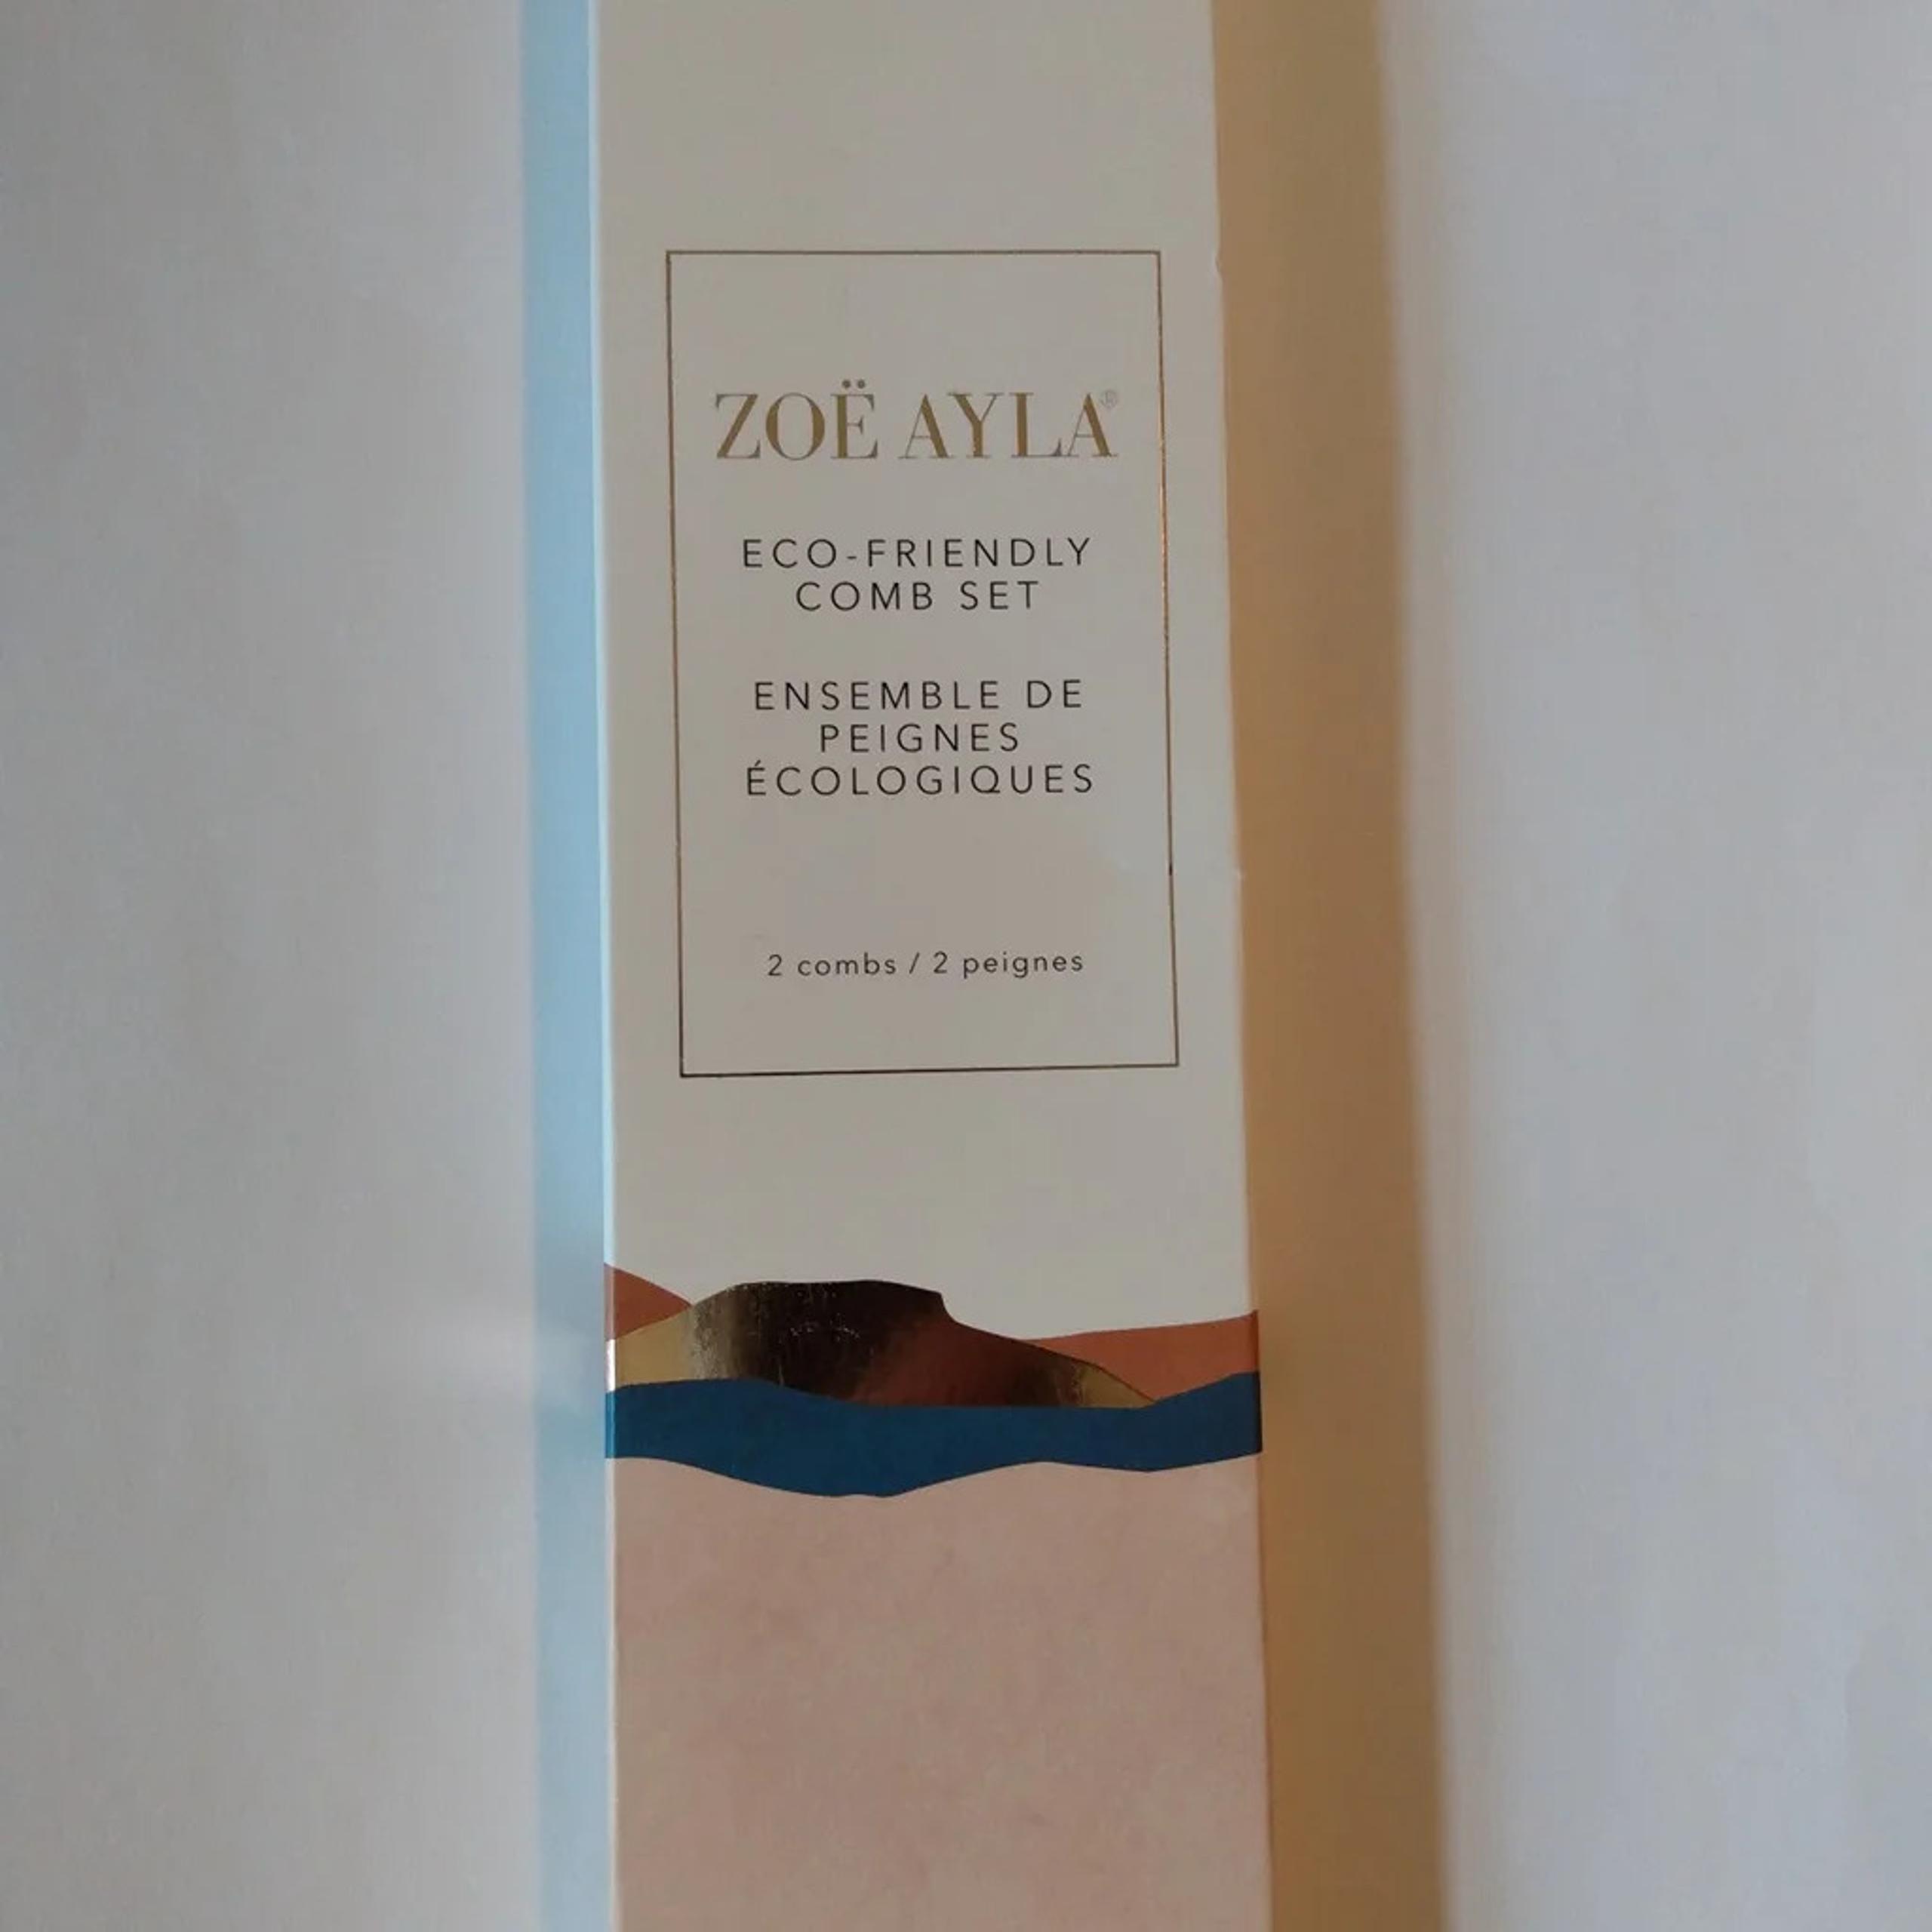 ZOË AYLA®
ECO-FRIENDLY
COMB SET
ENSEMBLE DE
PEIGNES
ÉCOLOGIQUES
2 combs / 2 peignes